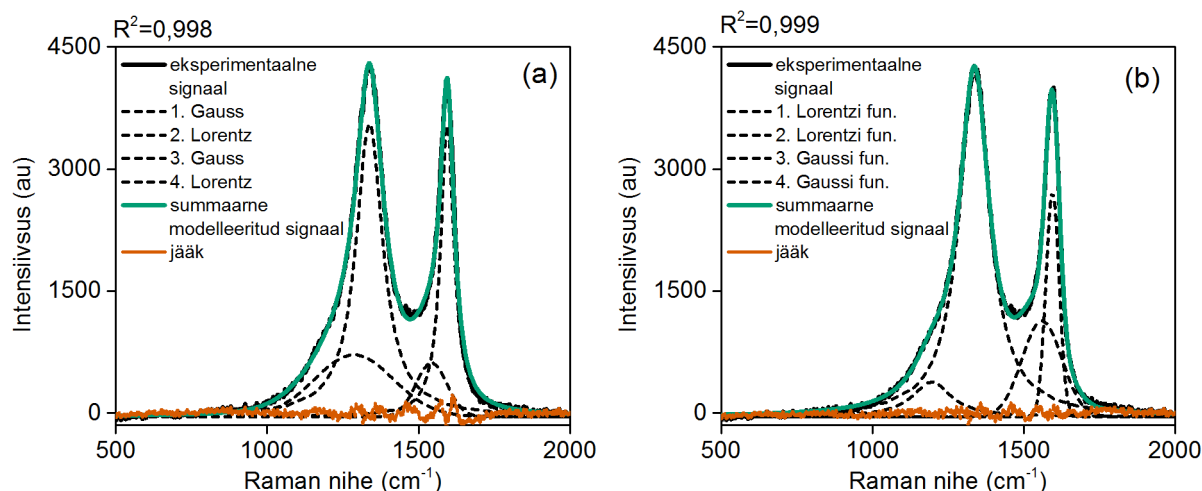 R²=0,998
(a)
4500
3000
1500
0
Intensiivsus (au)
eksperimentaalne
signaal
1. Gauss
2. Lorentz
3. Gauss
4. Lorentz
summaarne
modelleeritud signaal
jääk
500 1000 1500 2000
Raman nihe (cm⁻¹)
R²=0,999
(b)
4500
3000
1500
0
Intensiivsus (au)
eksperimentaalne
signaal
1. Lorentzi fun.
2. Lorentzi fun.
3. Gaussi fun.
4. Gaussi fun.
summaarne
modelleeritud signaal
jääk
500 1000 1500 2000
Raman nihe (cm⁻¹)